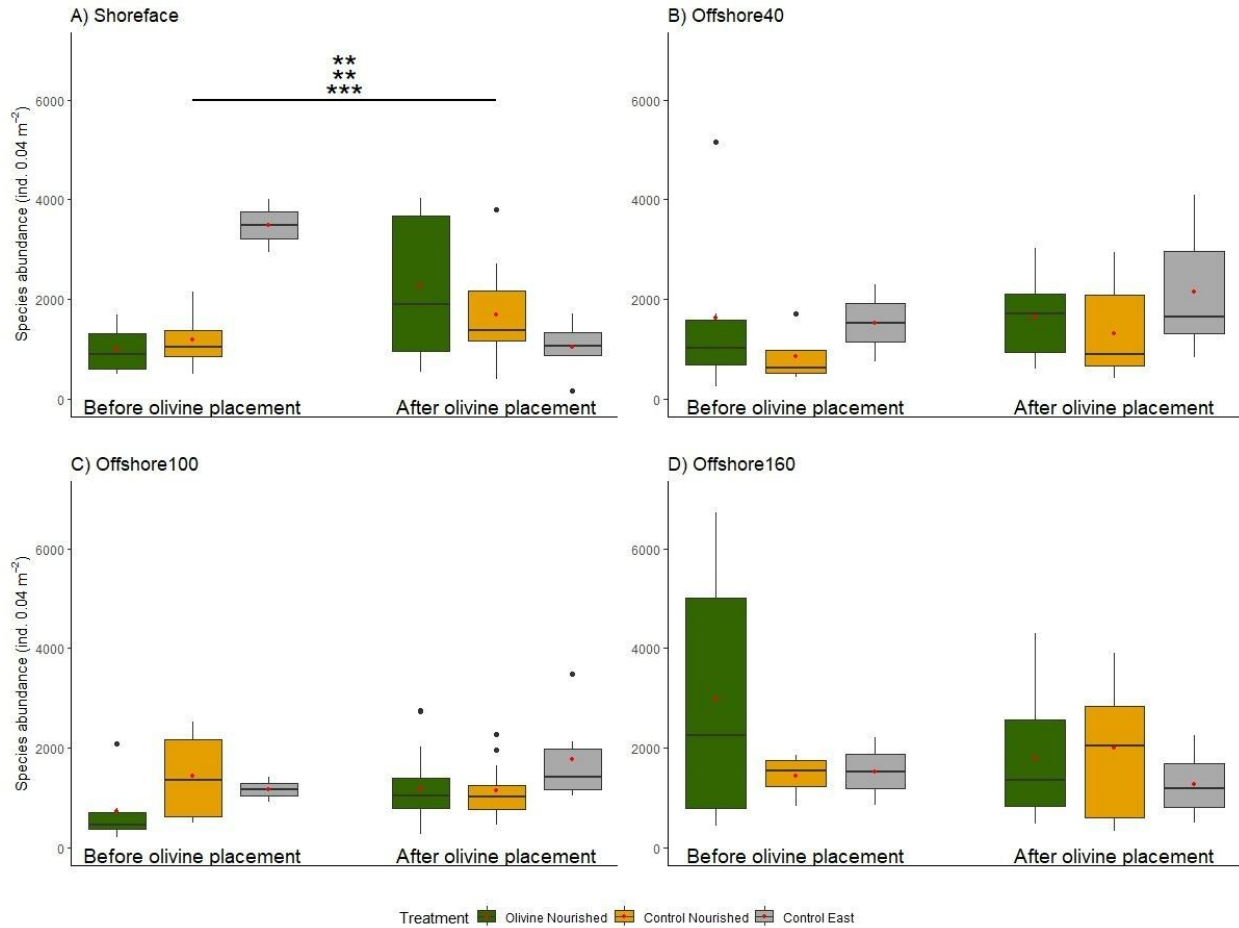 A) Shoreface
B) Offshore40
Species abundance (ind. 0.04 m⁻²)
6000
4000
2000
0
**
**
***
Before olivine placement
After olivine placement
6000
4000
2000
0
Before olivine placement
After olivine placement
C) Offshore100
D) Offshore160
Species abundance (ind. 0.04 m⁻²)
6000
4000
2000
0
Before olivine placement
After olivine placement
6000
4000
2000
0
Before olivine placement
After olivine placement
Treatment Olivine Nourished Control Nourished Control East